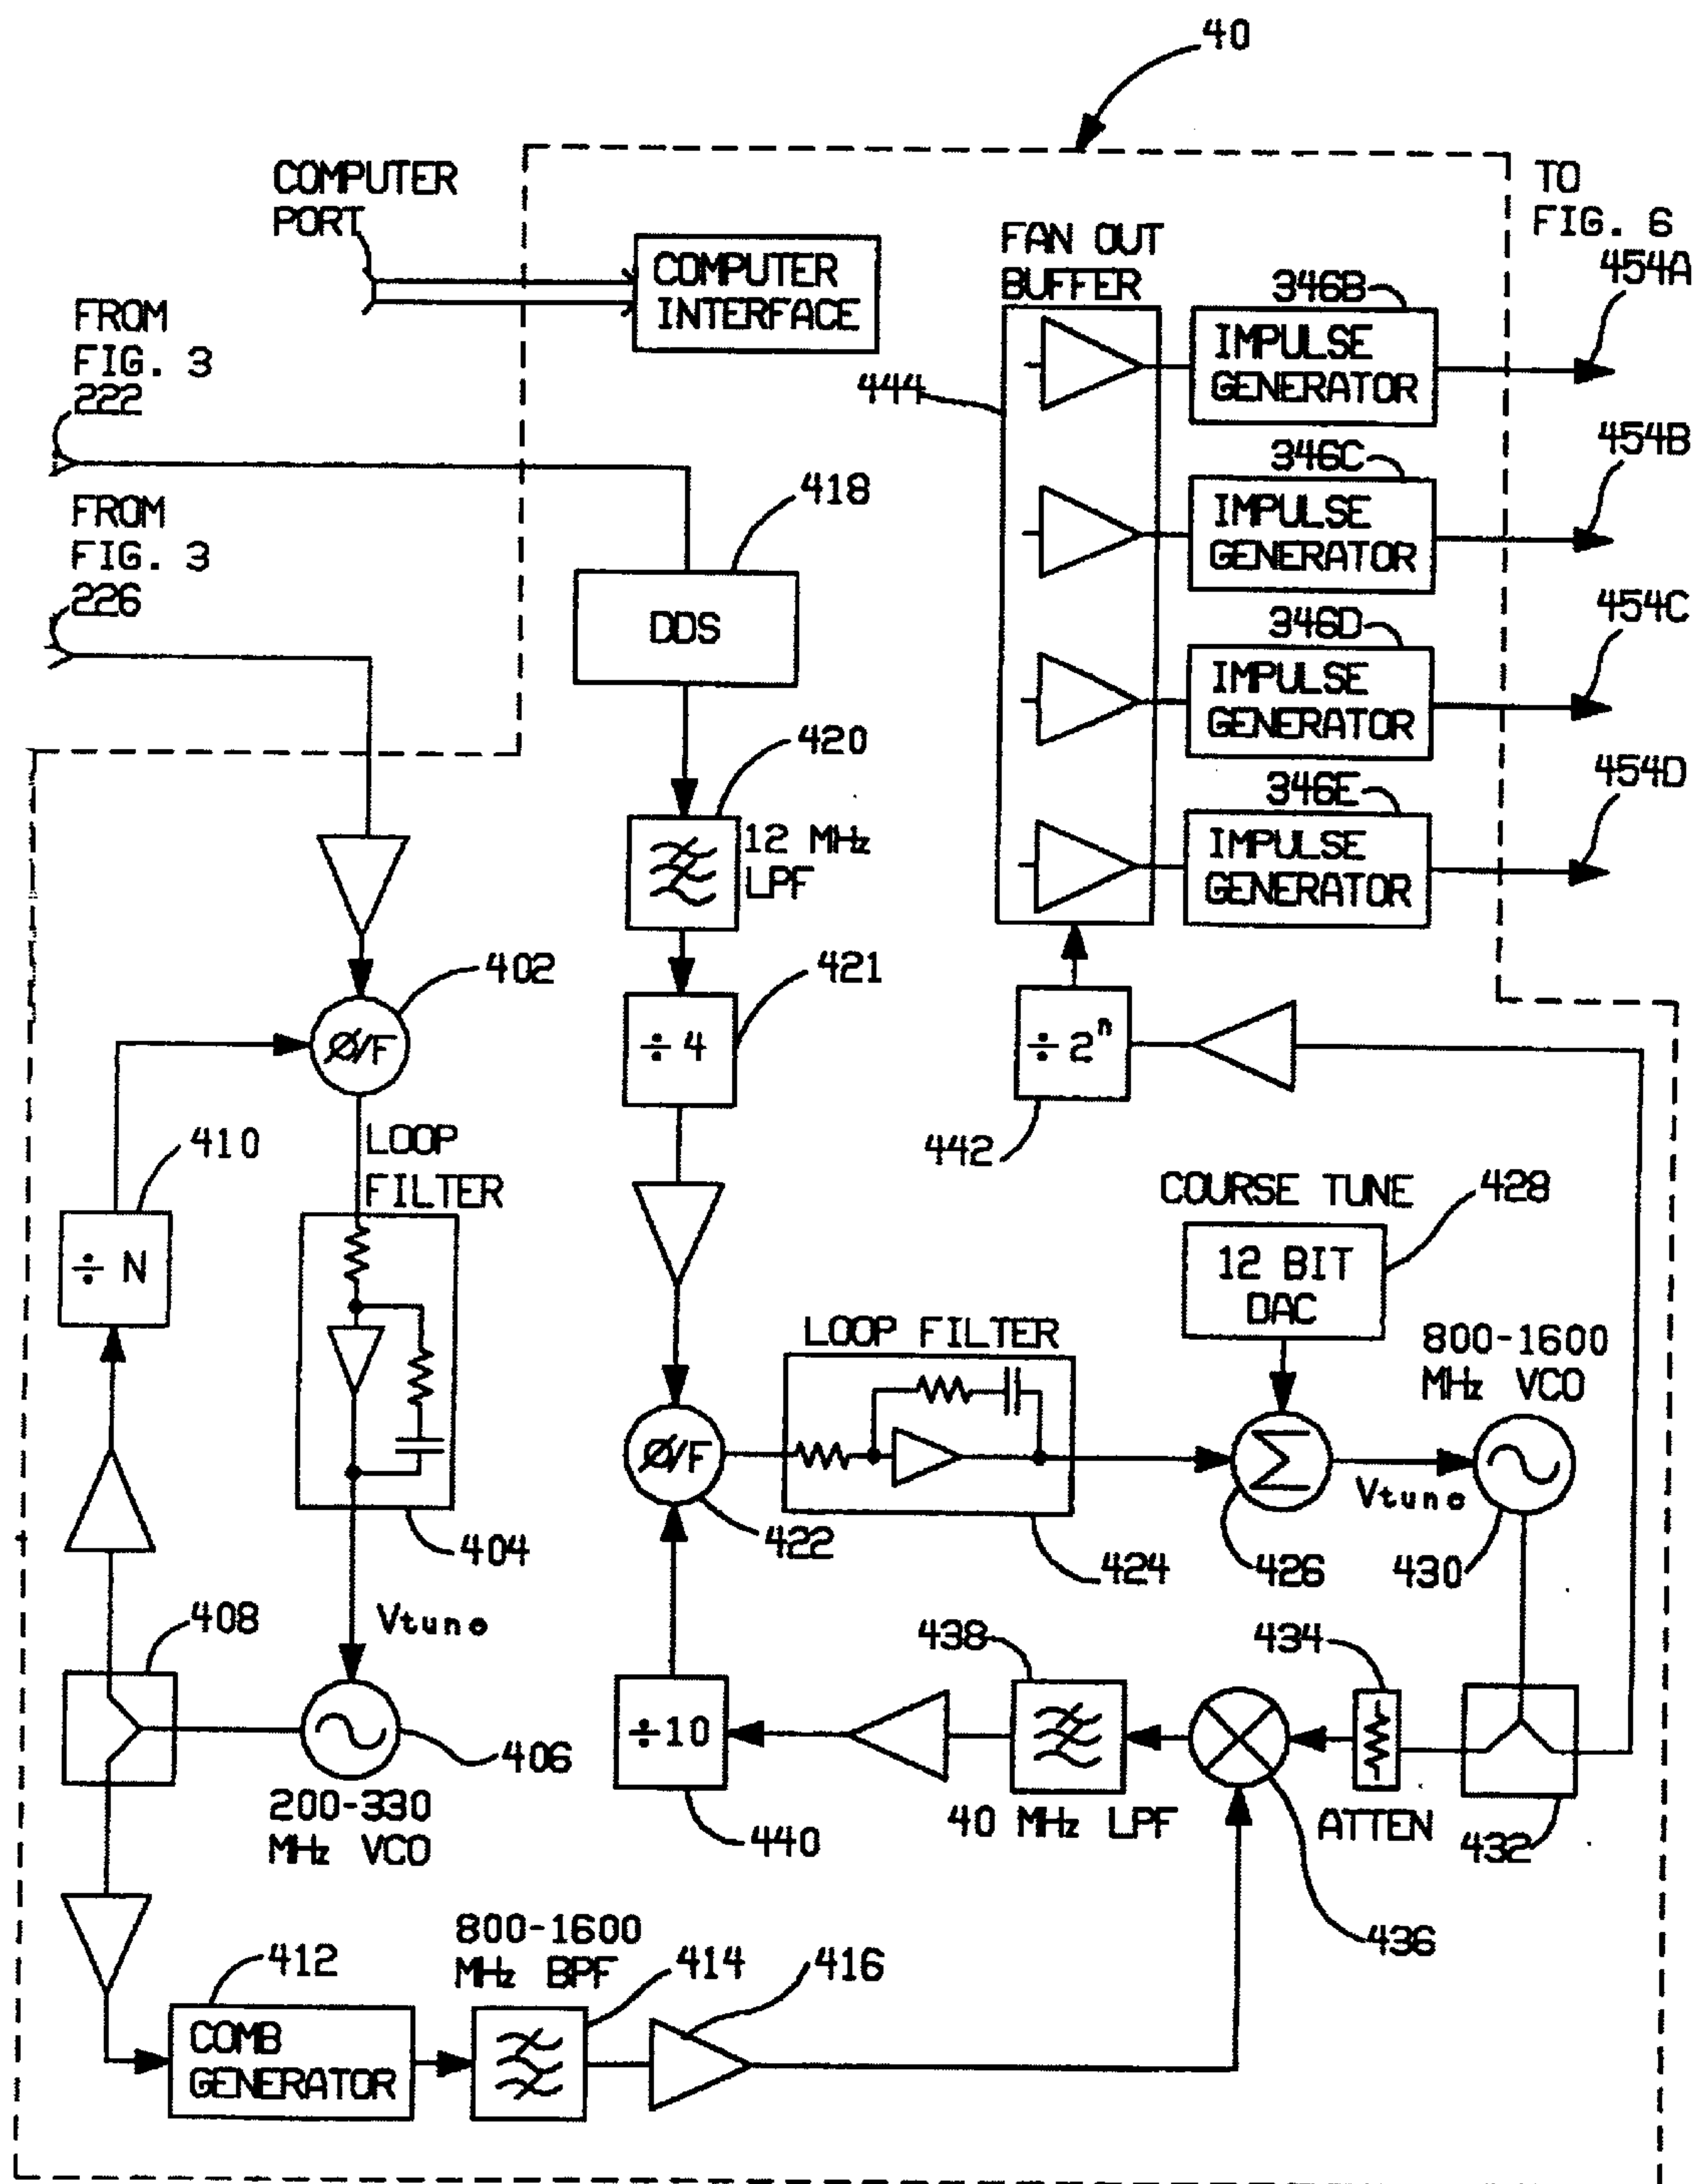 40
COMPUTER
PORT
TO
FIG. 6
COMPUTER
INTERFACE
FAN OUT
BUFFER
454A
346B
IMPULSE
GENERATOR
FROM
FIG. 3
222
444
454B
346C
IMPULSE
GENERATOR
FROM
FIG. 3
226
418
DDS
454C
346D
IMPULSE
GENERATOR
420
12 MHz
LPF
454D
346E
IMPULSE
GENERATOR
402
Ø/F
421
÷ 4
÷ 2ⁿ
442
410
÷ N
LOOP
FILTER
404
COURSE TUNE
428
12 BIT
DAC
LOOP FILTER
800-1600
MHz VCO
Ø/F
422
424
Σ
426
Vtune
430
408
Vtune
406
200-330
MHz VCO
438
434
÷10
440
40 MHz LPF
ATTEN
432
436
412
COMB
GENERATOR
800-1600
MHz BPF
414
416